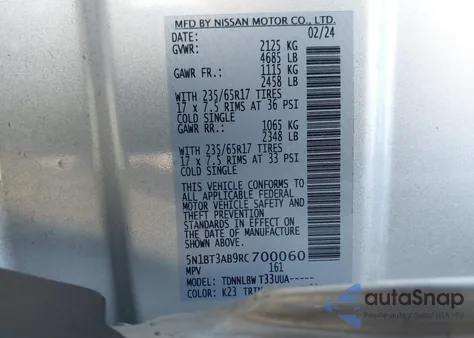 MFD BY NISSAN MOTOR CO., LTD.
DATE: 02/24
GVWR: 2125 KG
4685 LB
GAWR FR.: 1115 KG
2458 LB
WITH 235/65R17 TIRES
17 x 7.5 RIMS AT 36 PSI
COLD SINGLE
GAWR RR.: 1065 KG
2348 LB
WITH 235/65R17 TIRES
17 x 7.5 RIMS AT 33 PSI
COLD SINGLE
THIS VEHICLE CONFORMS TO
ALL APPLICABLE FEDERAL
MOTOR VEHICLE SAFETY AND
THEFT PREVENTION
STANDARDS IN EFFECT ON THE
DATE OF MANUFACTURE
SHOWN ABOVE.
5N1BT3AB9RC700060
MPV 161
MODEL: TDNNLBW T33UUA-----
COLOR: K23
autoSnap